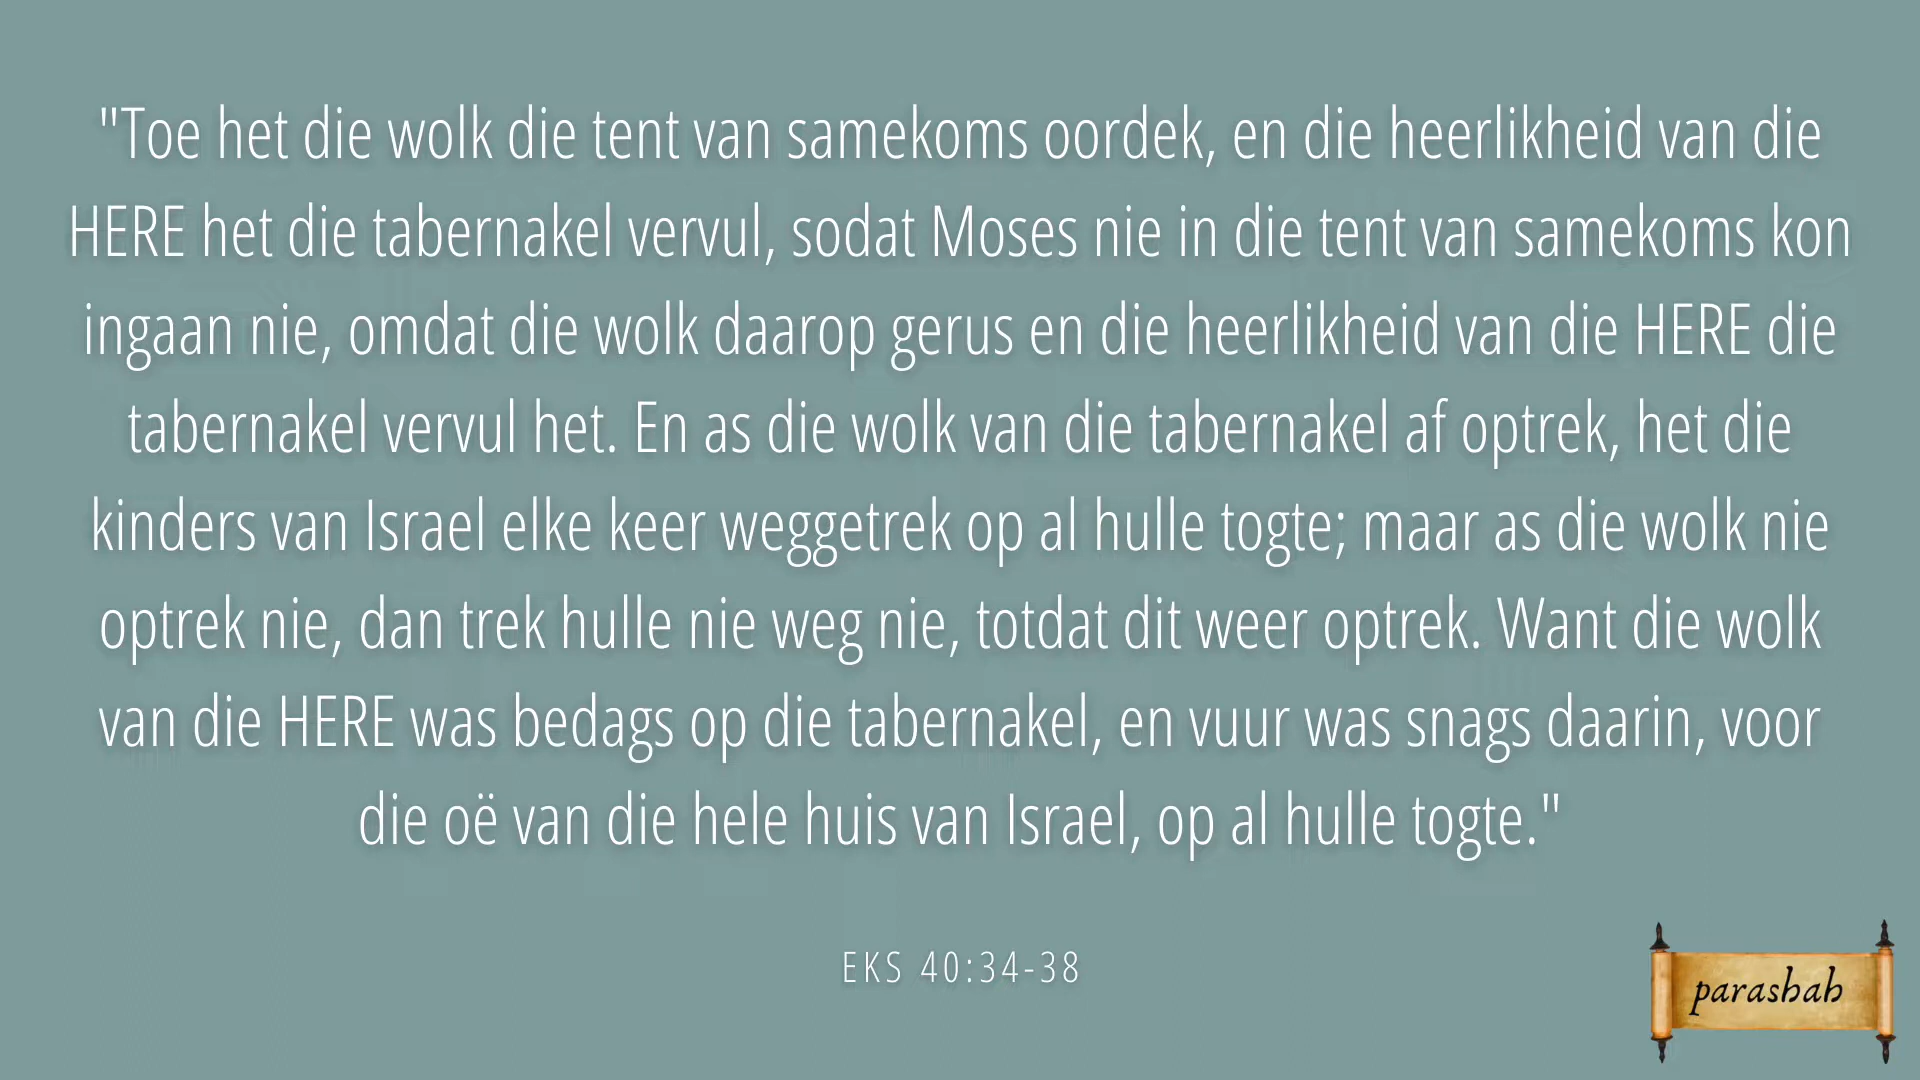 "Toe het die wolk die tent van samekoms oordek, en die heerlikheid van die
HERE het die tabernakel vervul, sodat Moses nie in die tent van samekoms kon
ingaan nie, omdat die wolk daarop gerus en die heerlikheid van die HERE die
tabernakel vervul het. En as die wolk van die tabernakel af optrek, het die
kinders van Israel elke keer weggetrek op al hulle togte; maar as die wolk nie
optrek nie, dan trek hulle nie weg nie, totdat dit weer optrek. Want die wolk
van die HERE was bedags op die tabernakel, en vuur was snags daarin, voor
die oë van die hele huis van Israel, op al hulle togte."
EKS 40:34-38
parashah